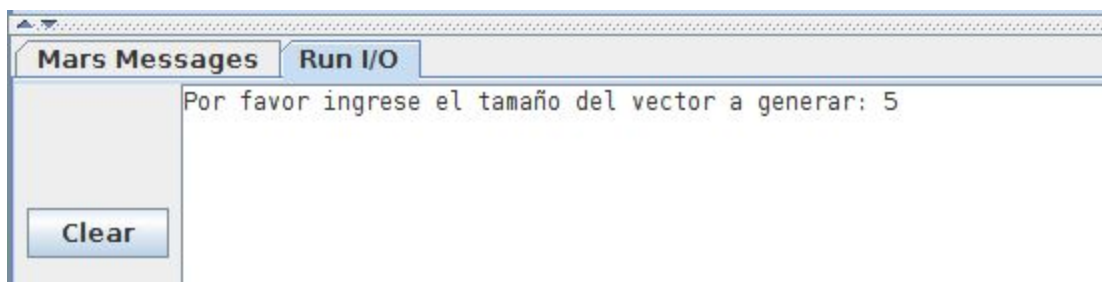 Mars Messages Run I/O
Por favor ingrese el tamaño del vector a generar: 5
Clear